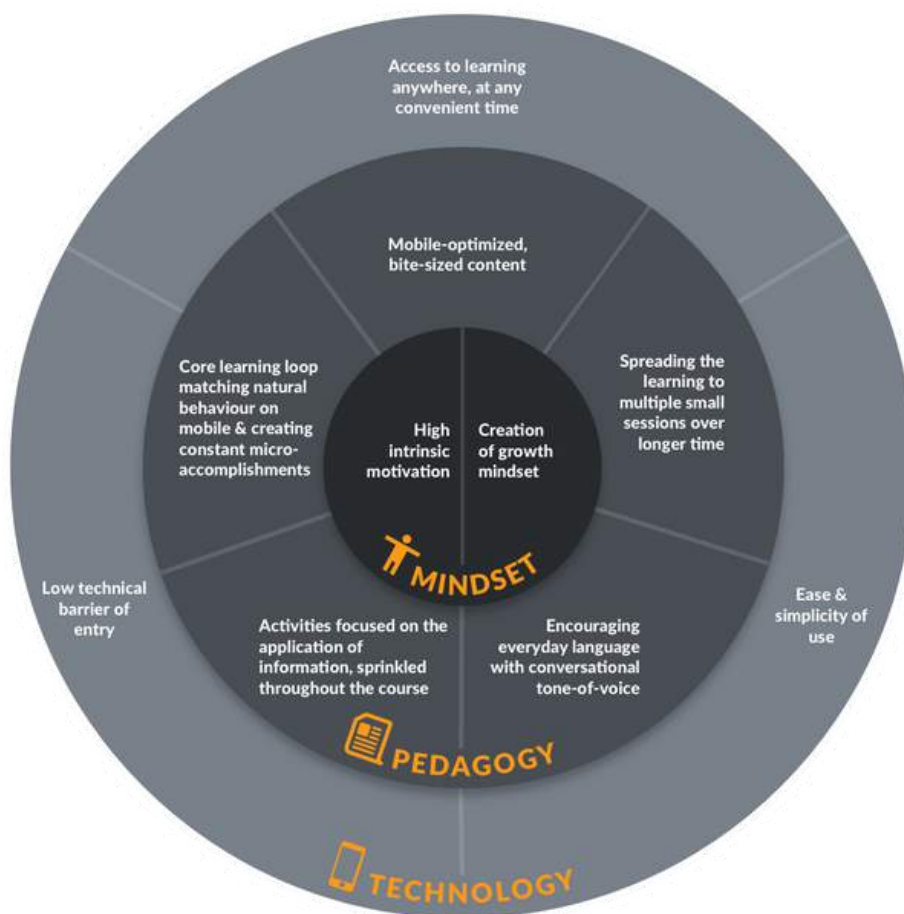 Access to learning
anywhere, at any
convenient time
Mobile-optimized,
bite-sized content
Core learning loop
matching natural
behaviour on
mobile & creating
constant micro-
accomplishments
Spreading the
learning to
multiple small
sessions over
longer time
High
intrinsic
motivation
Creation
of growth
mindset
MINDSET
Low technical
barrier of
entry
Ease &
simplicity of
use
Activities focused on the
application of
information, sprinkled
throughout the course
Encouraging
everyday language
with conversational
tone-of-voice
PEDAGOGY
TECHNOLOGY